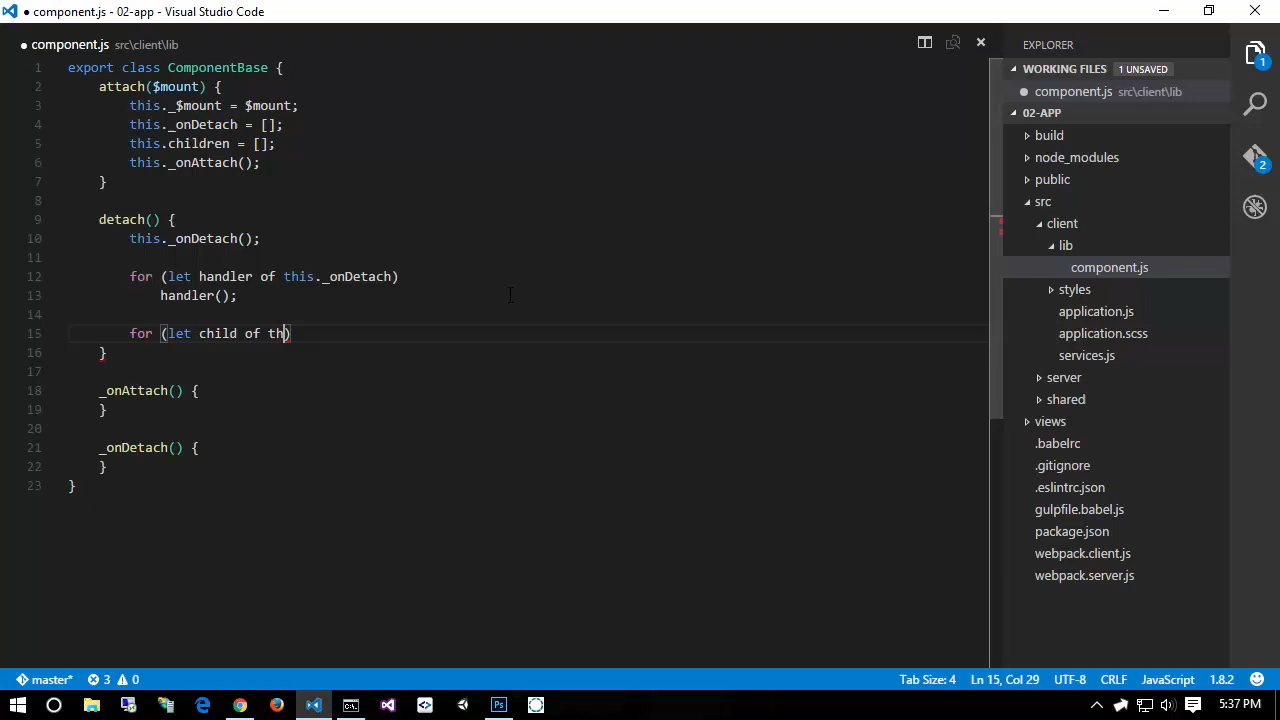 ● component.js - 02-app - Visual Studio Code
● component.js src\client\lib
1 export class ComponentBase {
2 attach($mount) {
3 this._$mount = $mount;
4 this._onDetach = [];
5 this.children = [];
6 this._onAttach();
7 }
8
9 detach() {
10 this._onDetach();
11
12 for (let handler of this._onDetach)
13 handler();
14
15 for (let child of th)
16 }
17
18 _onAttach() {
19 }
20
21 _onDetach() {
22 }
23 }
EXPLORER
WORKING FILES 1 UNSAVED
● component.js src\client\lib
02-APP
build
node_modules
public
src
client
lib
component.js
styles
application.js
application.scss
services.js
server
shared
views
.babelrc
.gitignore
.eslintrc.json
gulpfile.babel.js
package.json
webpack.client.js
webpack.server.js
1
2
master* 3 0 Tab Size: 4 Ln 15, Col 29 UTF-8 CRLF JavaScript 1.8.2
Ps 5:37 PM